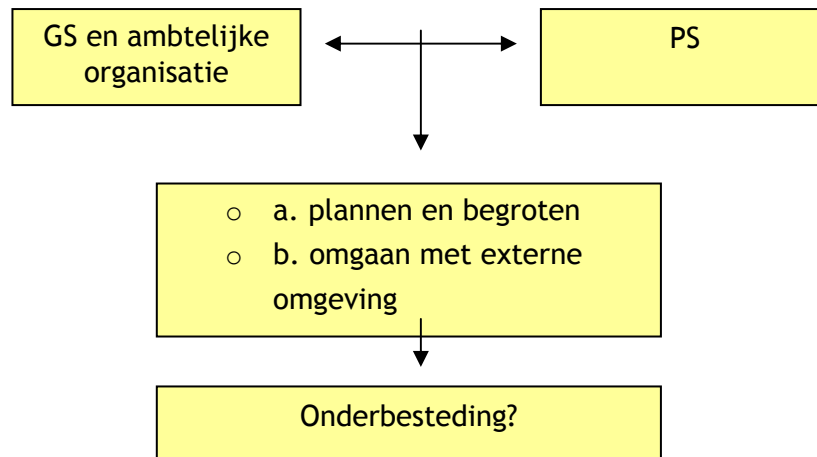 GS en ambtelijke
organisatie
PS
o a. plannen en begroten
o b. omgaan met externe
omgeving
Onderbesteding?